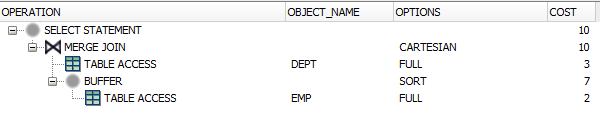 OPERATION OBJECT_NAME OPTIONS COST
SELECT STATEMENT 10
MERGE JOIN CARTESIAN 10
TABLE ACCESS DEPT FULL 3
BUFFER SORT 7
TABLE ACCESS EMP FULL 2